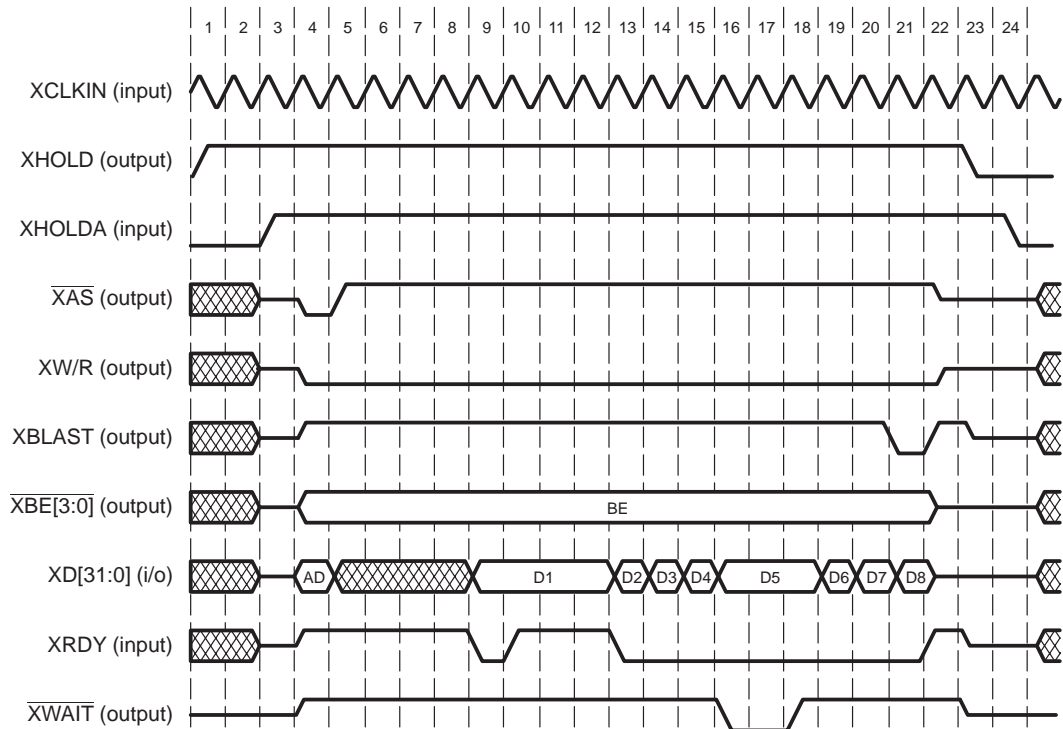 1 2 3 4 5 6 7 8 9 10 11 12 13 14 15 16 17 18 19 20 21 22 23 24
XCLKIN (input)
XHOLD (output)
XHOLDA (input)
XAS (output)
XW/R (output)
XBLAST (output)
XBE[3:0] (output) BE
XD[31:0] (i/o) AD D1 D2 D3 D4 D5 D6 D7 D8
XRDY (input)
XWAIT (output)